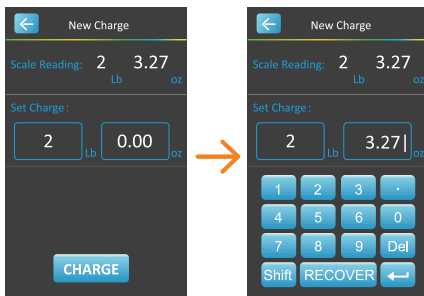 New Charge
Scale Reading: 2 3.27
Lb oz
Set Charge:
2 Lb 0.00 oz
CHARGE
New Charge
Scale Reading: 2 3.27
Lb oz
Set Charge:
2 Lb 3.27 oz
1 2 3 .
4 5 6 0
7 8 9 Del
Shift RECOVER